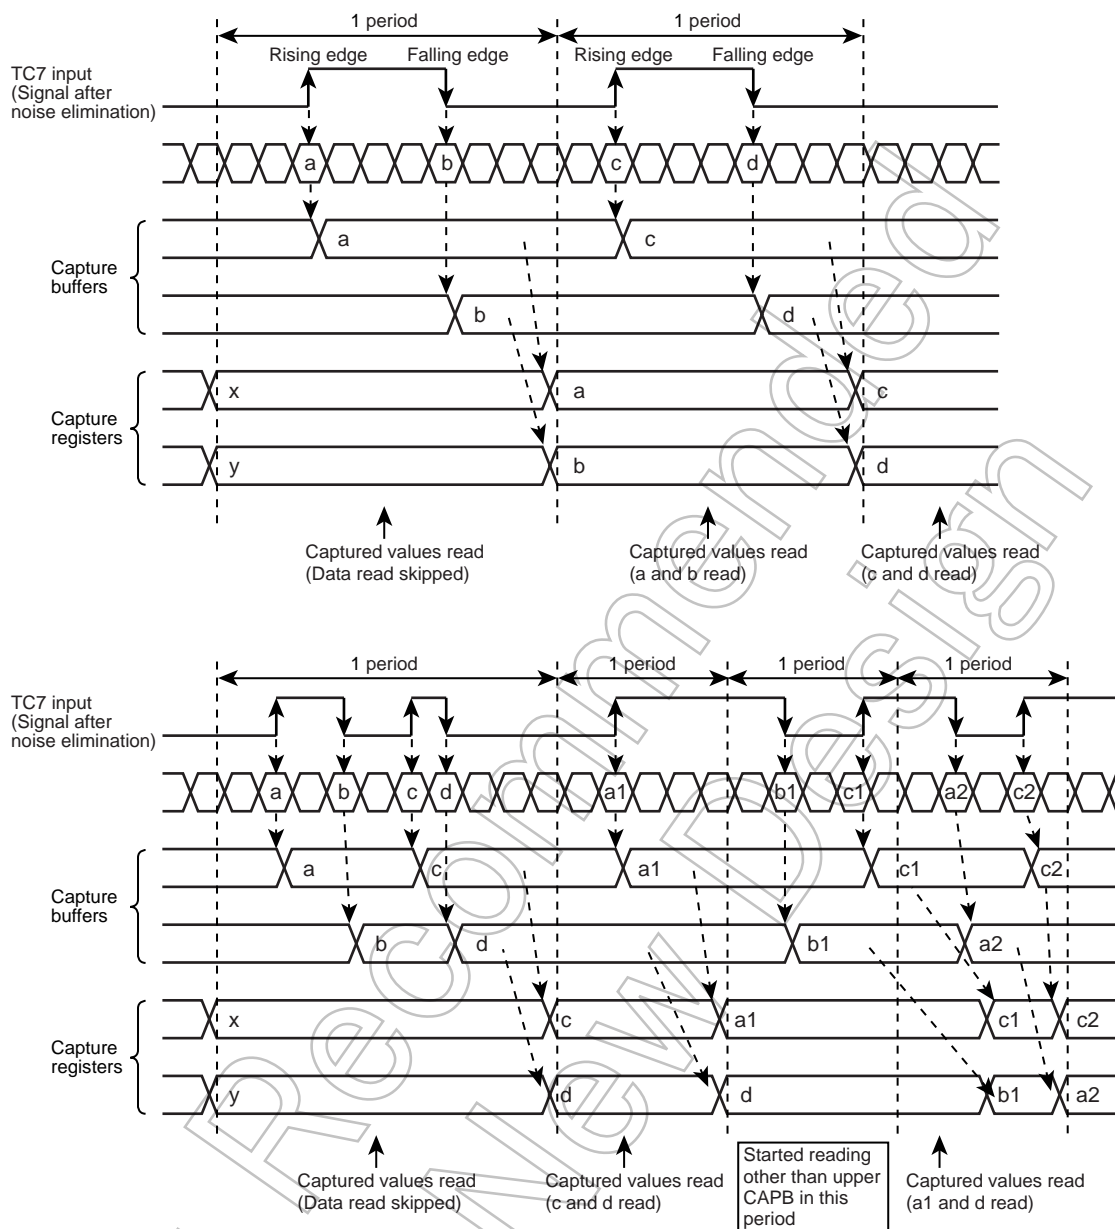 1 period 1 period
Rising edge Falling edge Rising edge Falling edge
TC7 input
(Signal after
noise elimination)
a b c d
a c
Capture
buffers
b d
x a c
Capture
registers
y b d
Captured values read
(Data read skipped)
Captured values read
(a and b read)
Captured values read
(c and d read)
1 period 1 period 1 period 1 period
TC7 input
(Signal after
noise elimination)
a b c d a1 b1 c1 a2 c2
a c a1 c1 c2
Capture
buffers
b d b1 a2
x c a1 c1 c2
Capture
registers
y d d b1 a2
Captured values read
(Data read skipped)
Captured values read
(c and d read)
Started reading
other than upper
CAPB in this
period
Captured values read
(a1 and d read)
Recommended
New Design